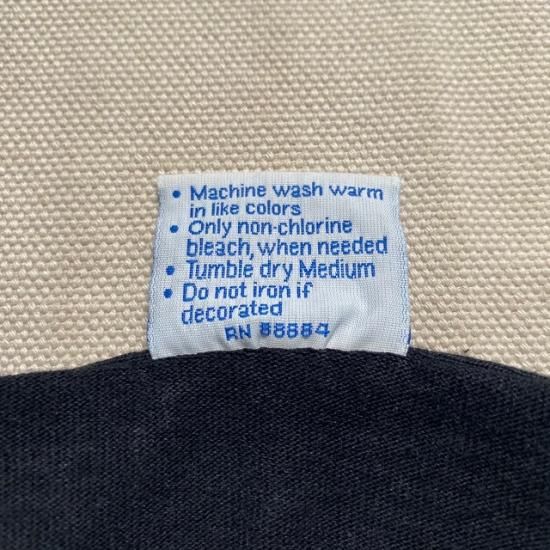 • Machine wash warm
in like colors
• Only non-chlorine
bleach, when needed
• Tumble dry Medium
• Do not iron if
decorated
RN 88884